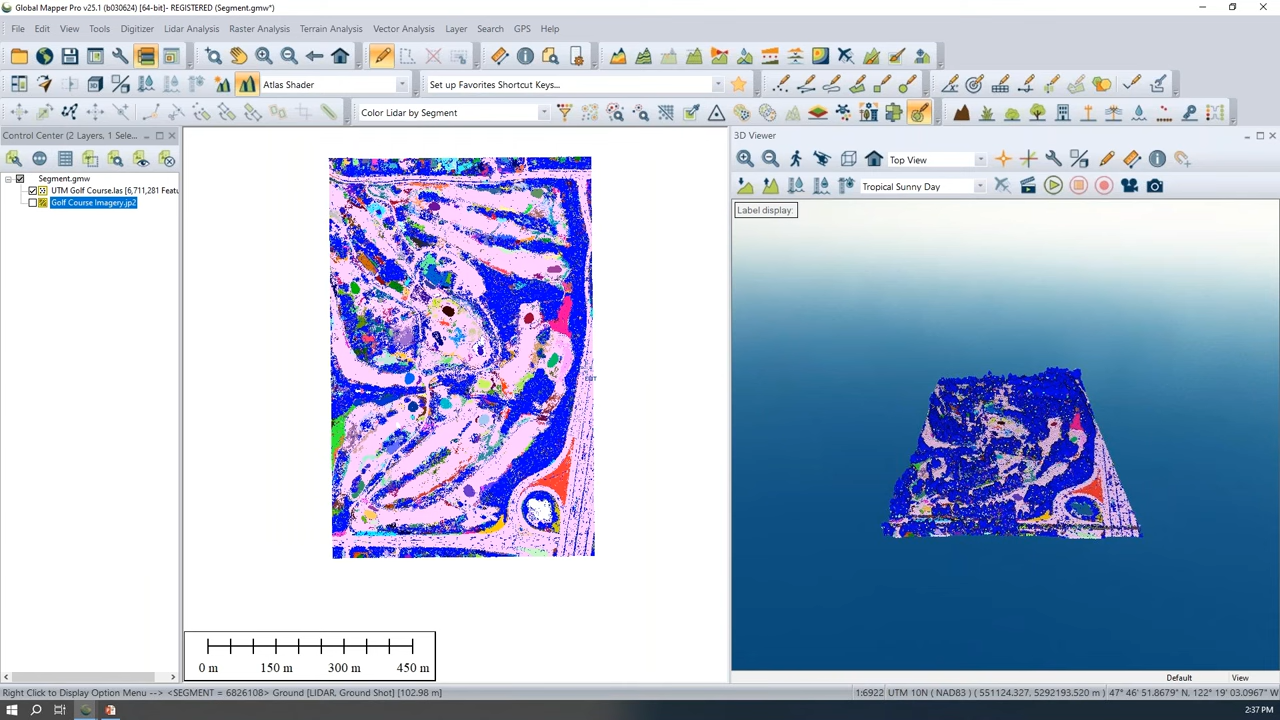 Global Mapper Pro v25.1 (b030624) [64-bit]- REGISTERED (Segment.gmw*)
File Edit View Tools Digitizer Lidar Analysis Raster Analysis Terrain Analysis Vector Analysis Layer Search GPS Help
Atlas Shader Set up Favorites Shortcut Keys...
Color Lidar by Segment
Control Center (2 Layers, 1 Sele...
Segment.gmw
UTM Golf Course.las [6,711,281 Featu
Golf Course Imagery.jp2
3D Viewer
Top View
Tropical Sunny Day
Label display:
0 m 150 m 300 m 450 m
Default View
Right Click to Display Option Menu --> <SEGMENT = 6826108> Ground [LIDAR, Ground Shot] [102.98 m]
1:6922 UTM 10N ( NAD83 ) ( 551124.327, 5292193.520 m ) 47° 46' 51.8679" N, 122° 19' 03.0967" W
2:37 PM